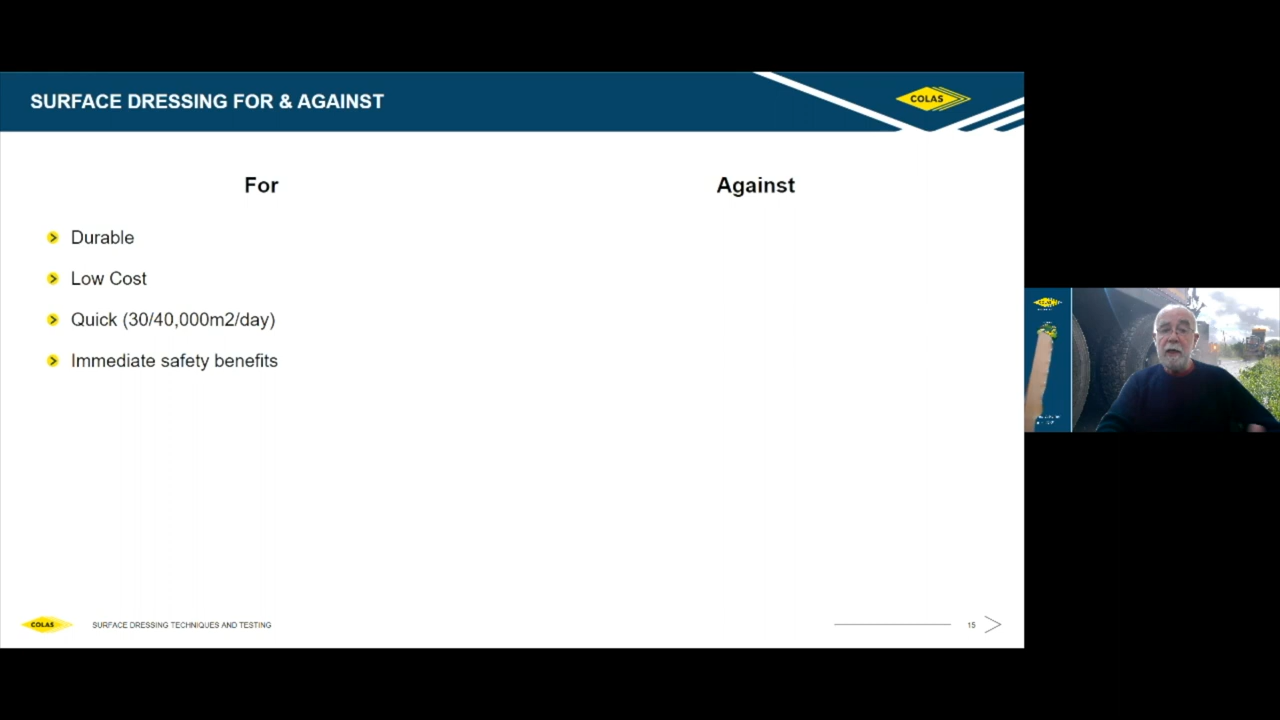 SURFACE DRESSING FOR & AGAINST
COLAS
For
Against
Durable
Low Cost
Quick (30/40,000m2/day)
Immediate safety benefits
COLAS
SURFACE DRESSING TECHNIQUES AND TESTING
15